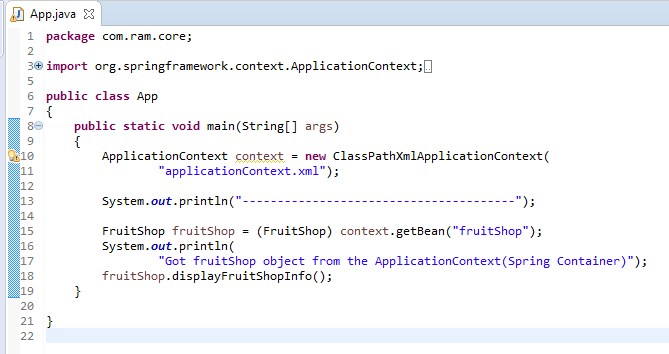 App.java
1 package com.ram.core;
2
3 import org.springframework.context.ApplicationContext;
5
6 public class App
7 {
8 public static void main(String[] args)
9 {
10 ApplicationContext context = new ClassPathXmlApplicationContext(
11 "applicationContext.xml");
12
13 System.out.println("---------------------------------------");
14
15 FruitShop fruitShop = (FruitShop) context.getBean("fruitShop");
16 System.out.println(
17 "Got fruitShop object from the ApplicationContext(Spring Container)");
18 fruitShop.displayFruitShopInfo();
19 }
20
21 }
22